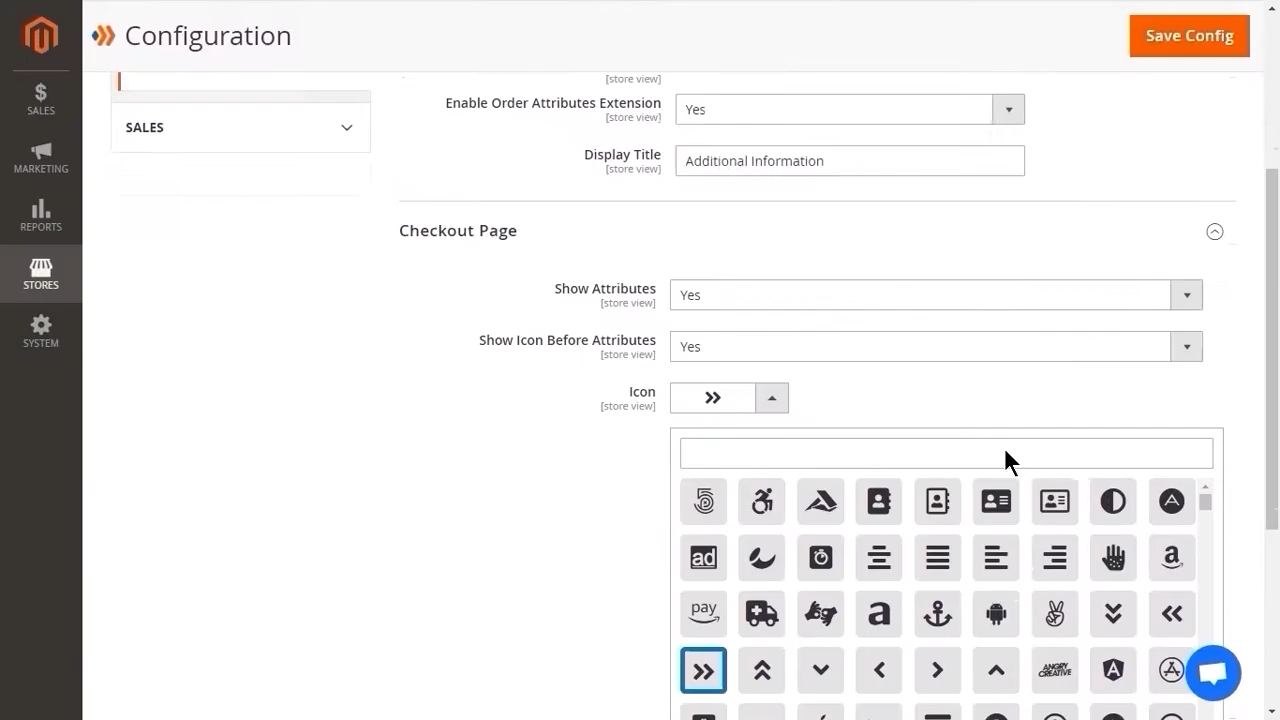 Configuration
Save Config
SALES
MARKETING
REPORTS
STORES
SYSTEM
SALES
[store view]
Enable Order Attributes Extension
[store view]
Yes
Display Title
[store view]
Additional Information
Checkout Page
Show Attributes
[store view]
Yes
Show Icon Before Attributes
[store view]
Yes
Icon
[store view]
ad
a
pay
a
ANGRY
CREATIVE